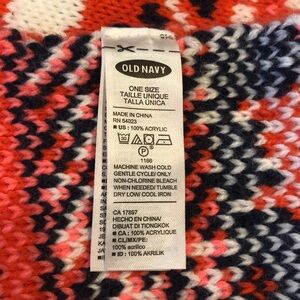 OLD NAVY
ONE SIZE
TAILLE UNIQUE
TALLA ÚNICA
MADE IN CHINA
RN 54023
■ US : 100% ACRYLIC
P
1166
MACHINE WASH COLD
GENTLE CYCLE/ ONLY
NON-CHLORINE BLEACH
WHEN NEEDED/ TUMBLE
DRY LOW/ COOL IRON
CA 17897
HECHO EN CHINA/
DIBUAT DI TIONGKOK
■ CA : 100% ACRYLIQUE
■ CL/MX/PE:
100% acrílico
■ ID : 100% AKRILIK